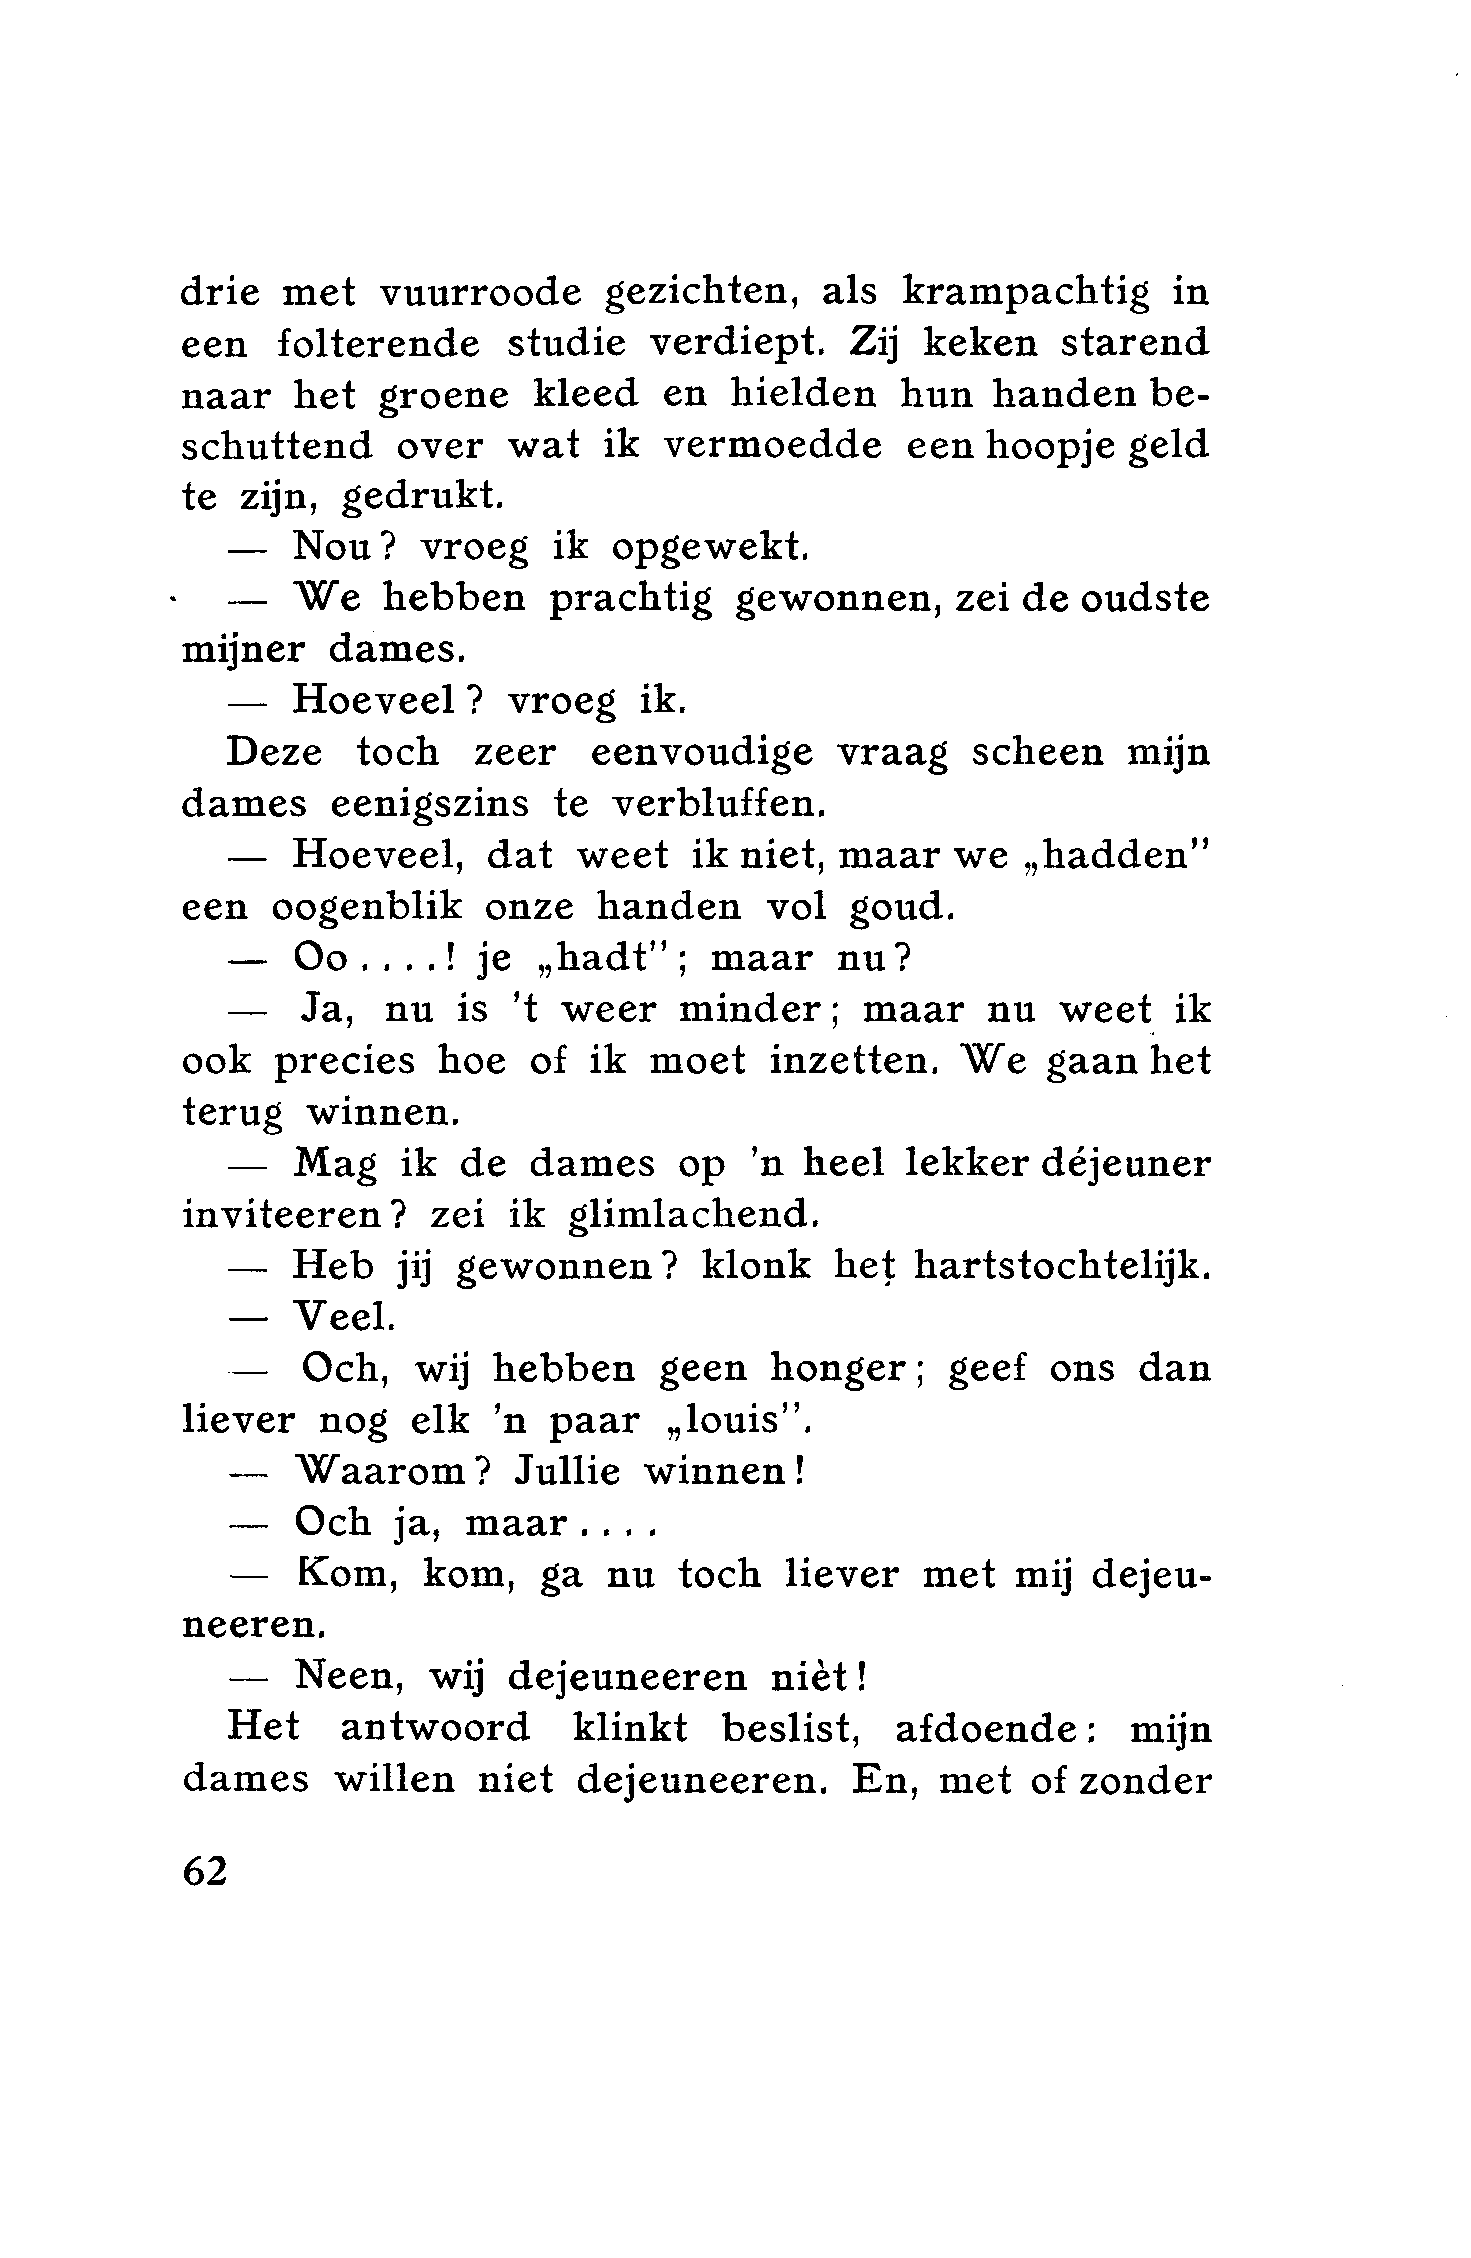 drie met vuurroode gezichten, als krampachtig in
een folterende studie verdiept. Zij keken starend
naar het groene kleed en hielden hun handen be-
schuttend over wat ik vermoedde een hoopje geld
te zijn, gedrukt.
— Nou? vroeg ik opgewekt.
— We hebben prachtig gewonnen, zei de oudste
mijner dames.
— Hoeveel? vroeg ik.
Deze toch zeer eenvoudige vraag scheen mijn
dames eenigszins te verbluffen.
— Hoeveel, dat weet ik niet, maar we „hadden”
een oogenblik onze handen vol goud.
— Oo....! je „hadt”; maar nu?
— Ja, nu is 't weer minder; maar nu weet ik
ook precies hoe of ik moet inzetten. We gaan het
terug winnen.
— Mag ik de dames op 'n heel lekker déjeuner
inviteeren? zei ik glimlachend.
— Heb jij gewonnen? klonk het hartstochtelijk.
— Veel.
— Och, wij hebben geen honger; geef ons dan
liever nog elk 'n paar „louis”.
— Waarom? Jullie winnen!
— Och ja, maar....
— Kom, kom, ga nu toch liever met mij dejeu-
neeren.
— Neen, wij dejeuneeren nièt!
Het antwoord klinkt beslist, afdoende: mijn
dames willen niet dejeuneeren. En, met of zonder
62